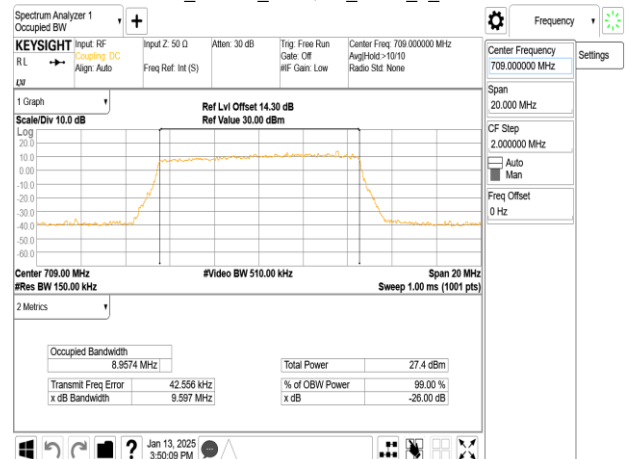 Spectrum Analyzer 1
Occupied BW
Frequency
KEYSIGHT
RL
Input: RF
Coupling: DC
Align: Auto
Input Z: 50 Ω
Freq Ref: Int (S)
Atten: 30 dB
Trig: Free Run
Gate: Off
#IF Gain: Low
Center Freq: 709.000000 MHz
Avg|Hold:>10/10
Radio Std: None
Center Frequency
709.000000 MHz
Settings
Span
20.000 MHz
CF Step
2.000000 MHz
Auto
Man
Freq Offset
0 Hz
1 Graph
Scale/Div 10.0 dB
Ref Lvl Offset 14.30 dB
Ref Value 30.00 dBm
Log
20.0
10.0
0.00
-10.0
-20.0
-30.0
-40.0
-50.0
-60.0
Center 709.00 MHz
#Video BW 510.00 kHz
Span 20 MHz
#Res BW 150.00 kHz
Sweep 1.00 ms (1001 pts)
2 Metrics
Occupied Bandwidth
8.9574 MHz
Total Power 27.4 dBm
Transmit Freq Error 42.556 kHz
% of OBW Power 99.00 %
x dB Bandwidth 9.597 MHz
x dB -26.00 dB
?
Jan 13, 2025
3:50:09 PM